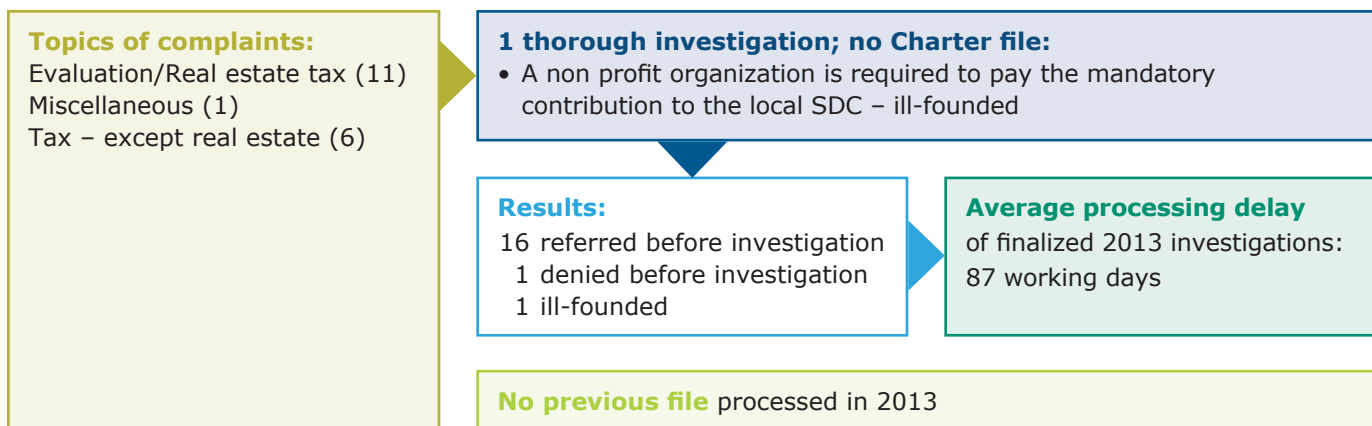 Topics of complaints:
Evaluation/Real estate tax (11)
Miscellaneous (1)
Tax – except real estate (6)
1 thorough investigation; no Charter file:
• A non profit organization is required to pay the mandatory
contribution to the local SDC – ill-founded
Results:
16 referred before investigation
1 denied before investigation
1 ill-founded
Average processing delay
of finalized 2013 investigations:
87 working days
No previous file processed in 2013